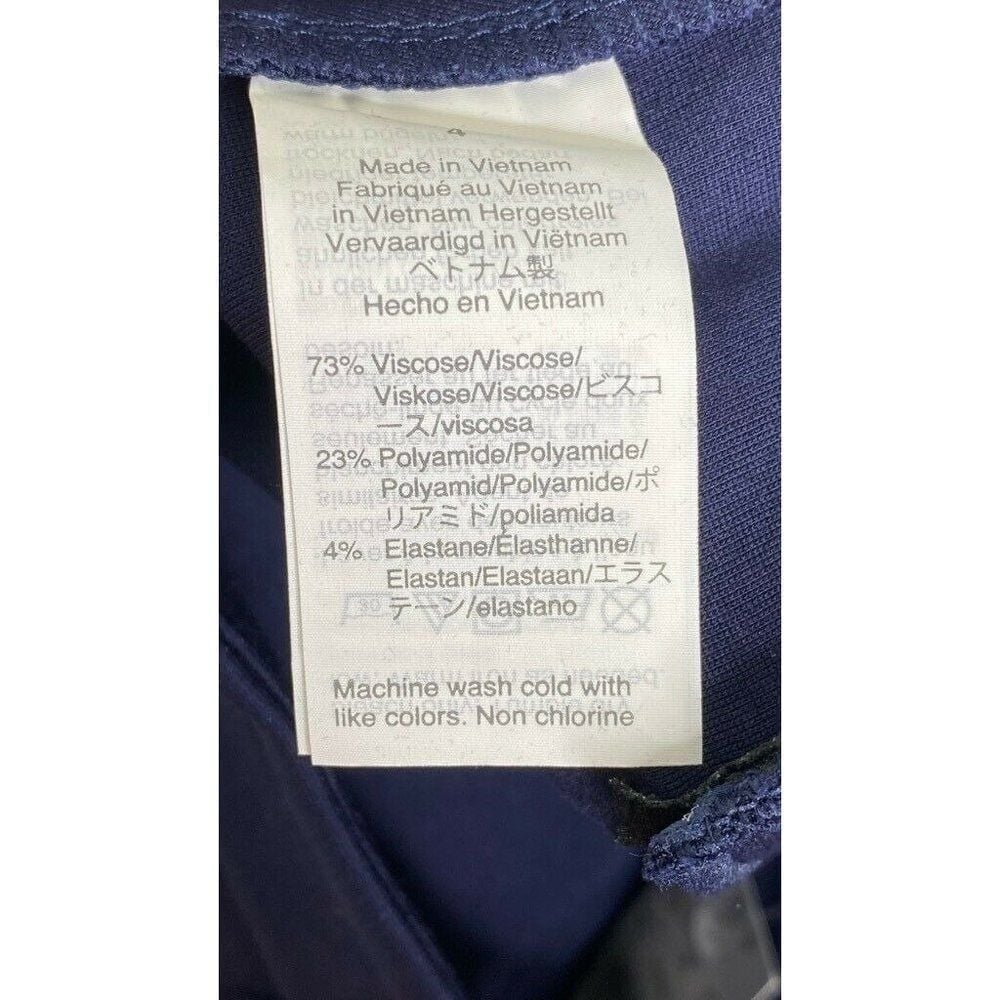 4
Made in Vietnam
Fabriqué au Vietnam
in Vietnam Hergestellt
Vervaardigd in Viëtnam
ベトナム製
Hecho en Vietnam
73% Viscose/Viscose/
Viskose/Viscose/ビスコ
ース/viscosa
23% Polyamide/Polyamide/
Polyamid/Polyamide/ポ
リアミド/poliamida
4% Elastane/Élasthanne/
Elastan/Elastaan/エラス
テーン/elastano
Machine wash cold with
like colors. Non chlorine